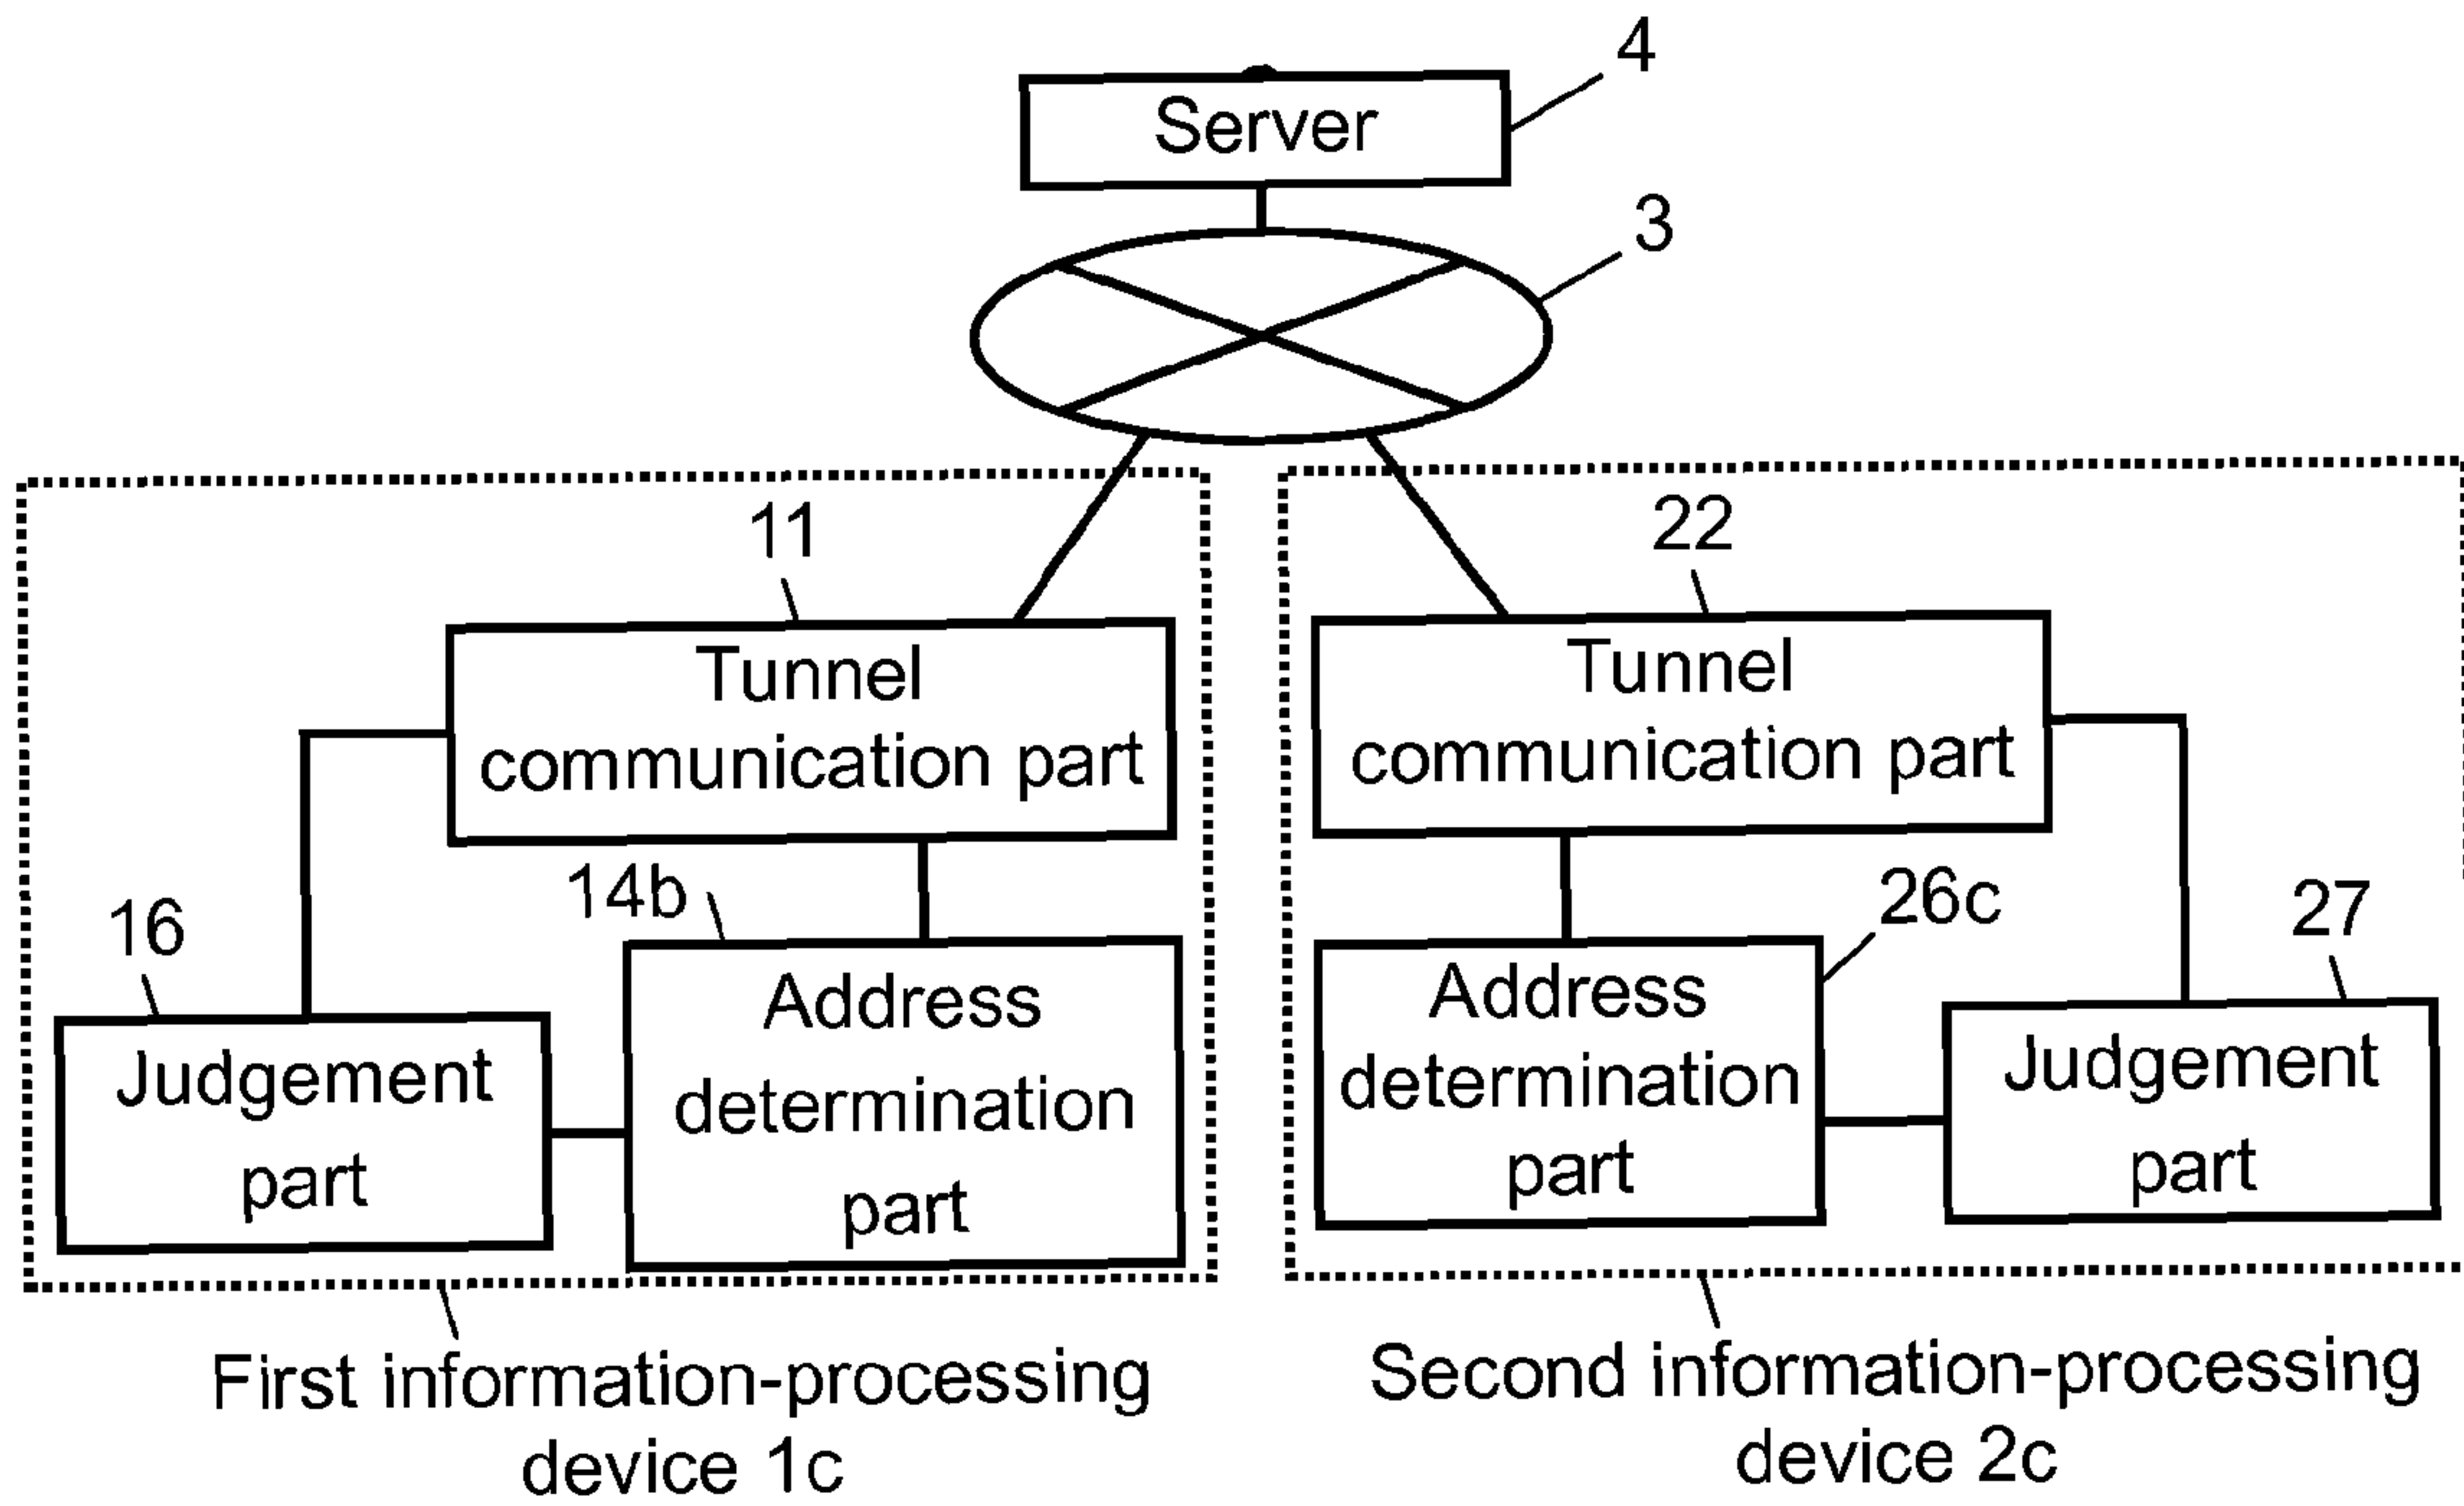 4
Server
3
11
Tunnel
communication part
22
Tunnel
communication part
16
Judgement
part
14b
Address
determination
part
26c
Address
determination
part
27
Judgement
part
First information-processing
device 1c
Second information-processing
device 2c